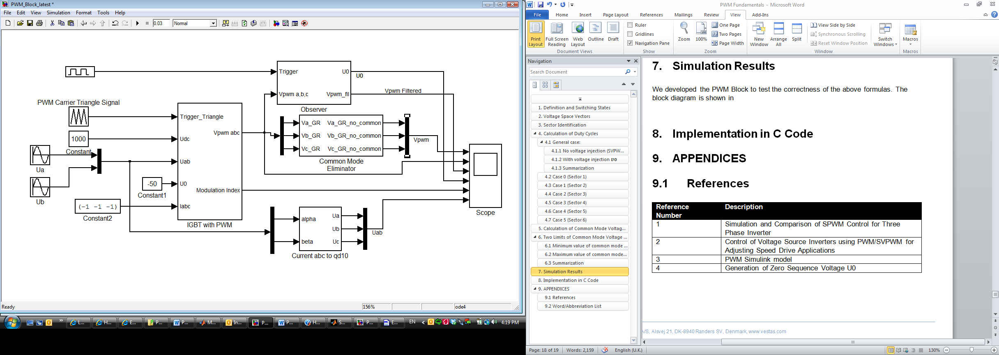 PWM_Block_latest *
File Edit View Simulation Format Tools Help
0.03 Normal
Trigger U0
U0
Vpwm a,b,c Vpwm_fil
Vpwm Filtered
Observer
PWM Carrier Triangle Signal
Trigger_Triangle
Vpwm abc
1000
Udc
Constant
Ua
Uab
-50
U0
Constant1
Modulation Index
Ub
(-1 -1 -1)
Iabc
Constant2
IGBT with PWM
Va_GR Va_GR_no_common
Vb_GR Vb_GR_no_common
Vc_GR Vc_GR_no_common
Vpwm
Common Mode
Eliminator
Scope
alpha Ua
Ub
beta Uc
Uab
Current abc to qd10
Ready 156% ode4
» L... H... E... P... P... M... In... P... P... H... S... P... E... EN < 4:19 PM
PWM Fundamentals - Microsoft Word
File Home Insert Page Layout References Mailings Review View Add-Ins
Print Layout
Full Screen Reading
Web Layout
Outline
Draft
Document Views
Ruler
Gridlines
Navigation Pane
Show
Zoom
100%
One Page
Two Pages
Page Width
Zoom
New Window
Arrange All
Split
View Side by Side
Synchronous Scrolling
Reset Window Position
Switch Windows
Window
Macros
Macros
Navigation
Search Document
1. Definition and Switching States
2. Voltage Space Vectors
3. Sector Identification
4. Calculation of Duty Cycles
4.1 General case:
4.1.1 No voltage injection (SVPW...
4.1.2 With voltage injection U0
4.1.3 Summarization
4.2 Case 0 (Sector 1)
4.3 Case 1 (Sector 2)
4.4 Case 2 (Sector 3)
4.5 Case 3 (Sector 4)
4.6 Case 4 (Sector 5)
4.7 Case 5 (Sector 6)
5. Calculation of Common Mode Voltag...
6. Two Limits of Common Mode Voltage ...
6.1 Minimum value of common mode ...
6.2 Maximum value of common mode...
6.3 Summarization
7. Simulation Results
8. Implementation in C Code
9. APPENDICES
9.1 References
9.2 Word/Abbreviation List
7. Simulation Results
We developed the PWM Block to test the correctness of the above formulas. The
block diagram is shown in
8. Implementation in C Code
9. APPENDICES
9.1 References
Reference Number Description
1 Simulation and Comparison of SPWM Control for Three
Phase Inverter
2 Control of Voltage Source Inverters using PWM/SVPWM for
Adjusting Speed Drive Applications
3 PWM Simulink model
4 Generation of Zero Sequence Voltage U0
A/S, Alsvej 21, DK-8940 Randers SV, Denmark, www.vestas.com
Page: 18 of 19 Words: 2,159 English (U.K.) 130%